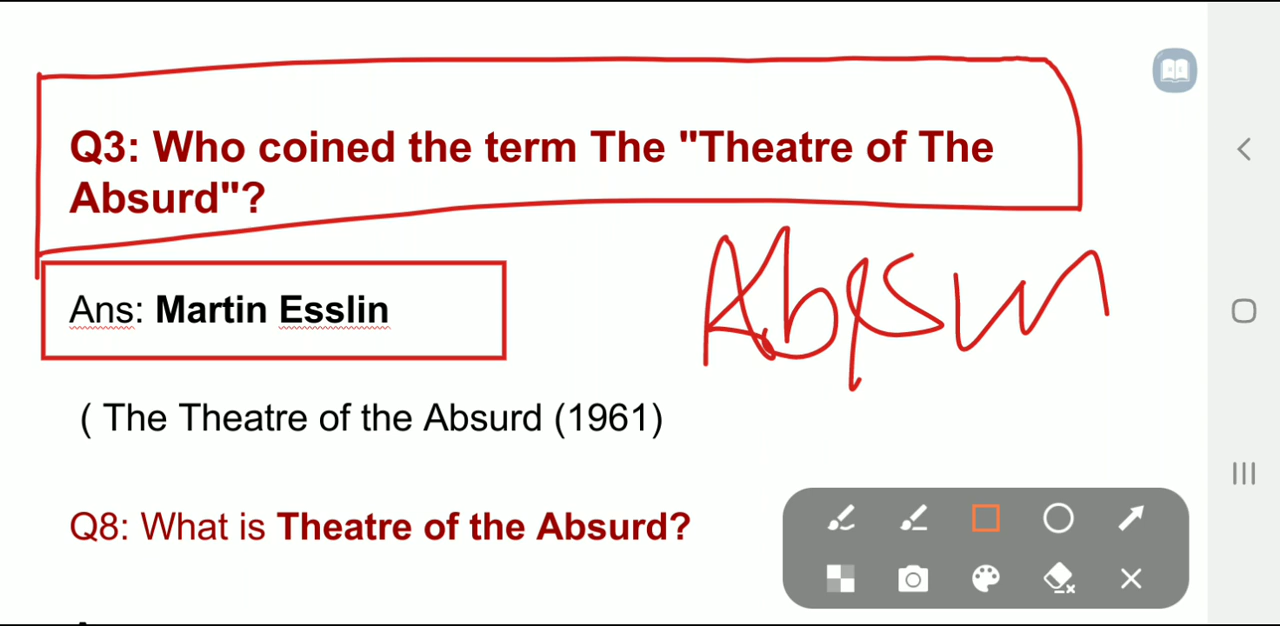 Q3: Who coined the term The "Theatre of The
Absurd"?
Ans: Martin Esslin
( The Theatre of the Absurd (1961)
Q8: What is Theatre of the Absurd?